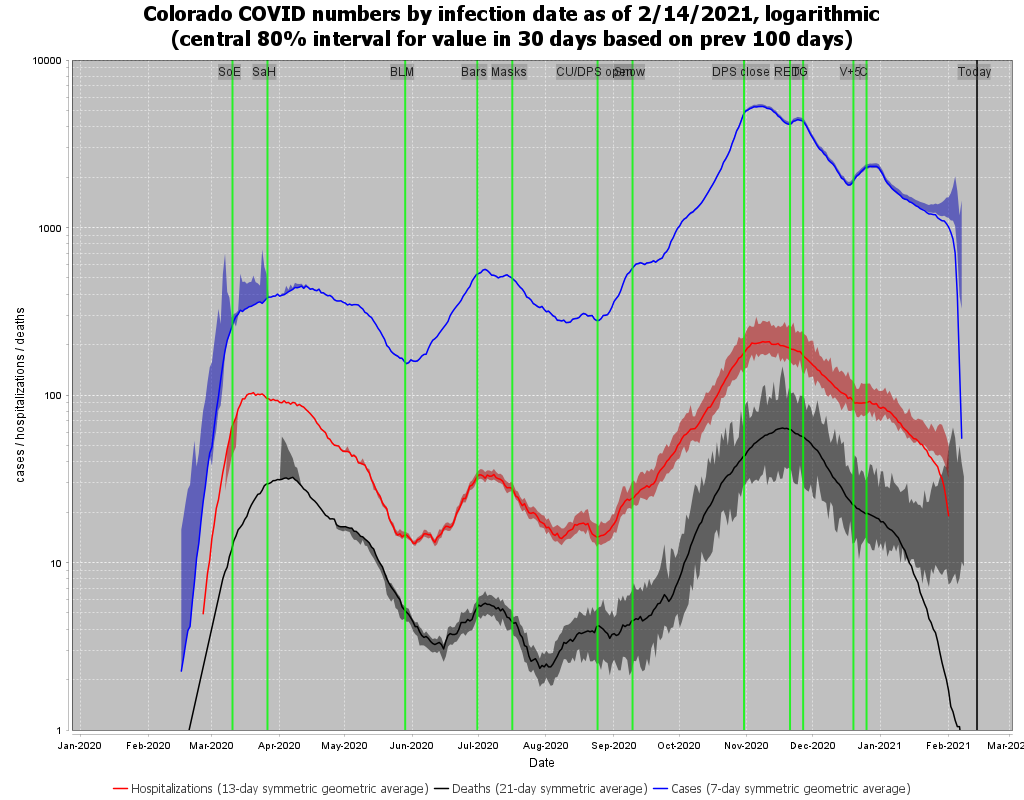 Colorado COVID numbers by infection date as of 2/14/2021, logarithmic
(central 80% interval for value in 30 days based on prev 100 days)
10000
SoE SaH BLM Bars Masks CU/DPS open Snow DPS close RED TG V+5C Today
1000
100
10
1
cases / hospitalizations / deaths
Jan-2020 Feb-2020 Mar-2020 Apr-2020 May-2020 Jun-2020 Jul-2020 Aug-2020 Sep-2020 Oct-2020 Nov-2020 Dec-2020 Jan-2021 Feb-2021 Mar-202
Date
Hospitalizations (13-day symmetric geometric average) Deaths (21-day symmetric average) Cases (7-day symmetric geometric average)